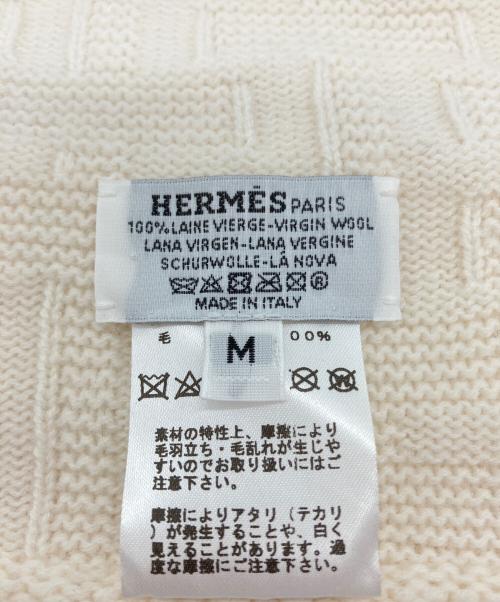 HERMÈS PARIS
100% LAINE VIERGE-VIRGIN WOOL
LANA VIRGEN-LANA VERGINE
SCHURWOLLE-LÃ NOVA
MADE IN ITALY
毛 00%
M
W
素材の特性上、摩擦により
毛羽立ち・毛乱れが生じや
すいのでお取り扱いにはご
注意下さい。
摩擦によりアタリ（テカリ
）が発生することや、白く
見えることがあります。過
度な摩擦にご注意下さい。